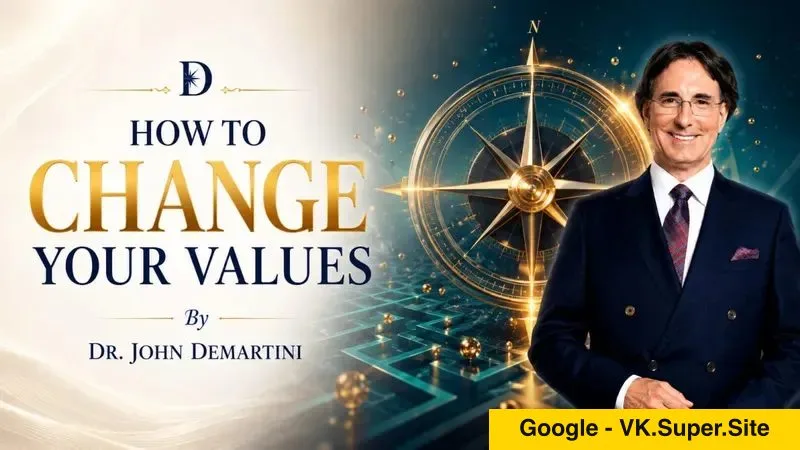 D
HOW TO
CHANGE
YOUR VALUES
By
DR. JOHN DEMARTINI
N
Google - VK.Super.Site